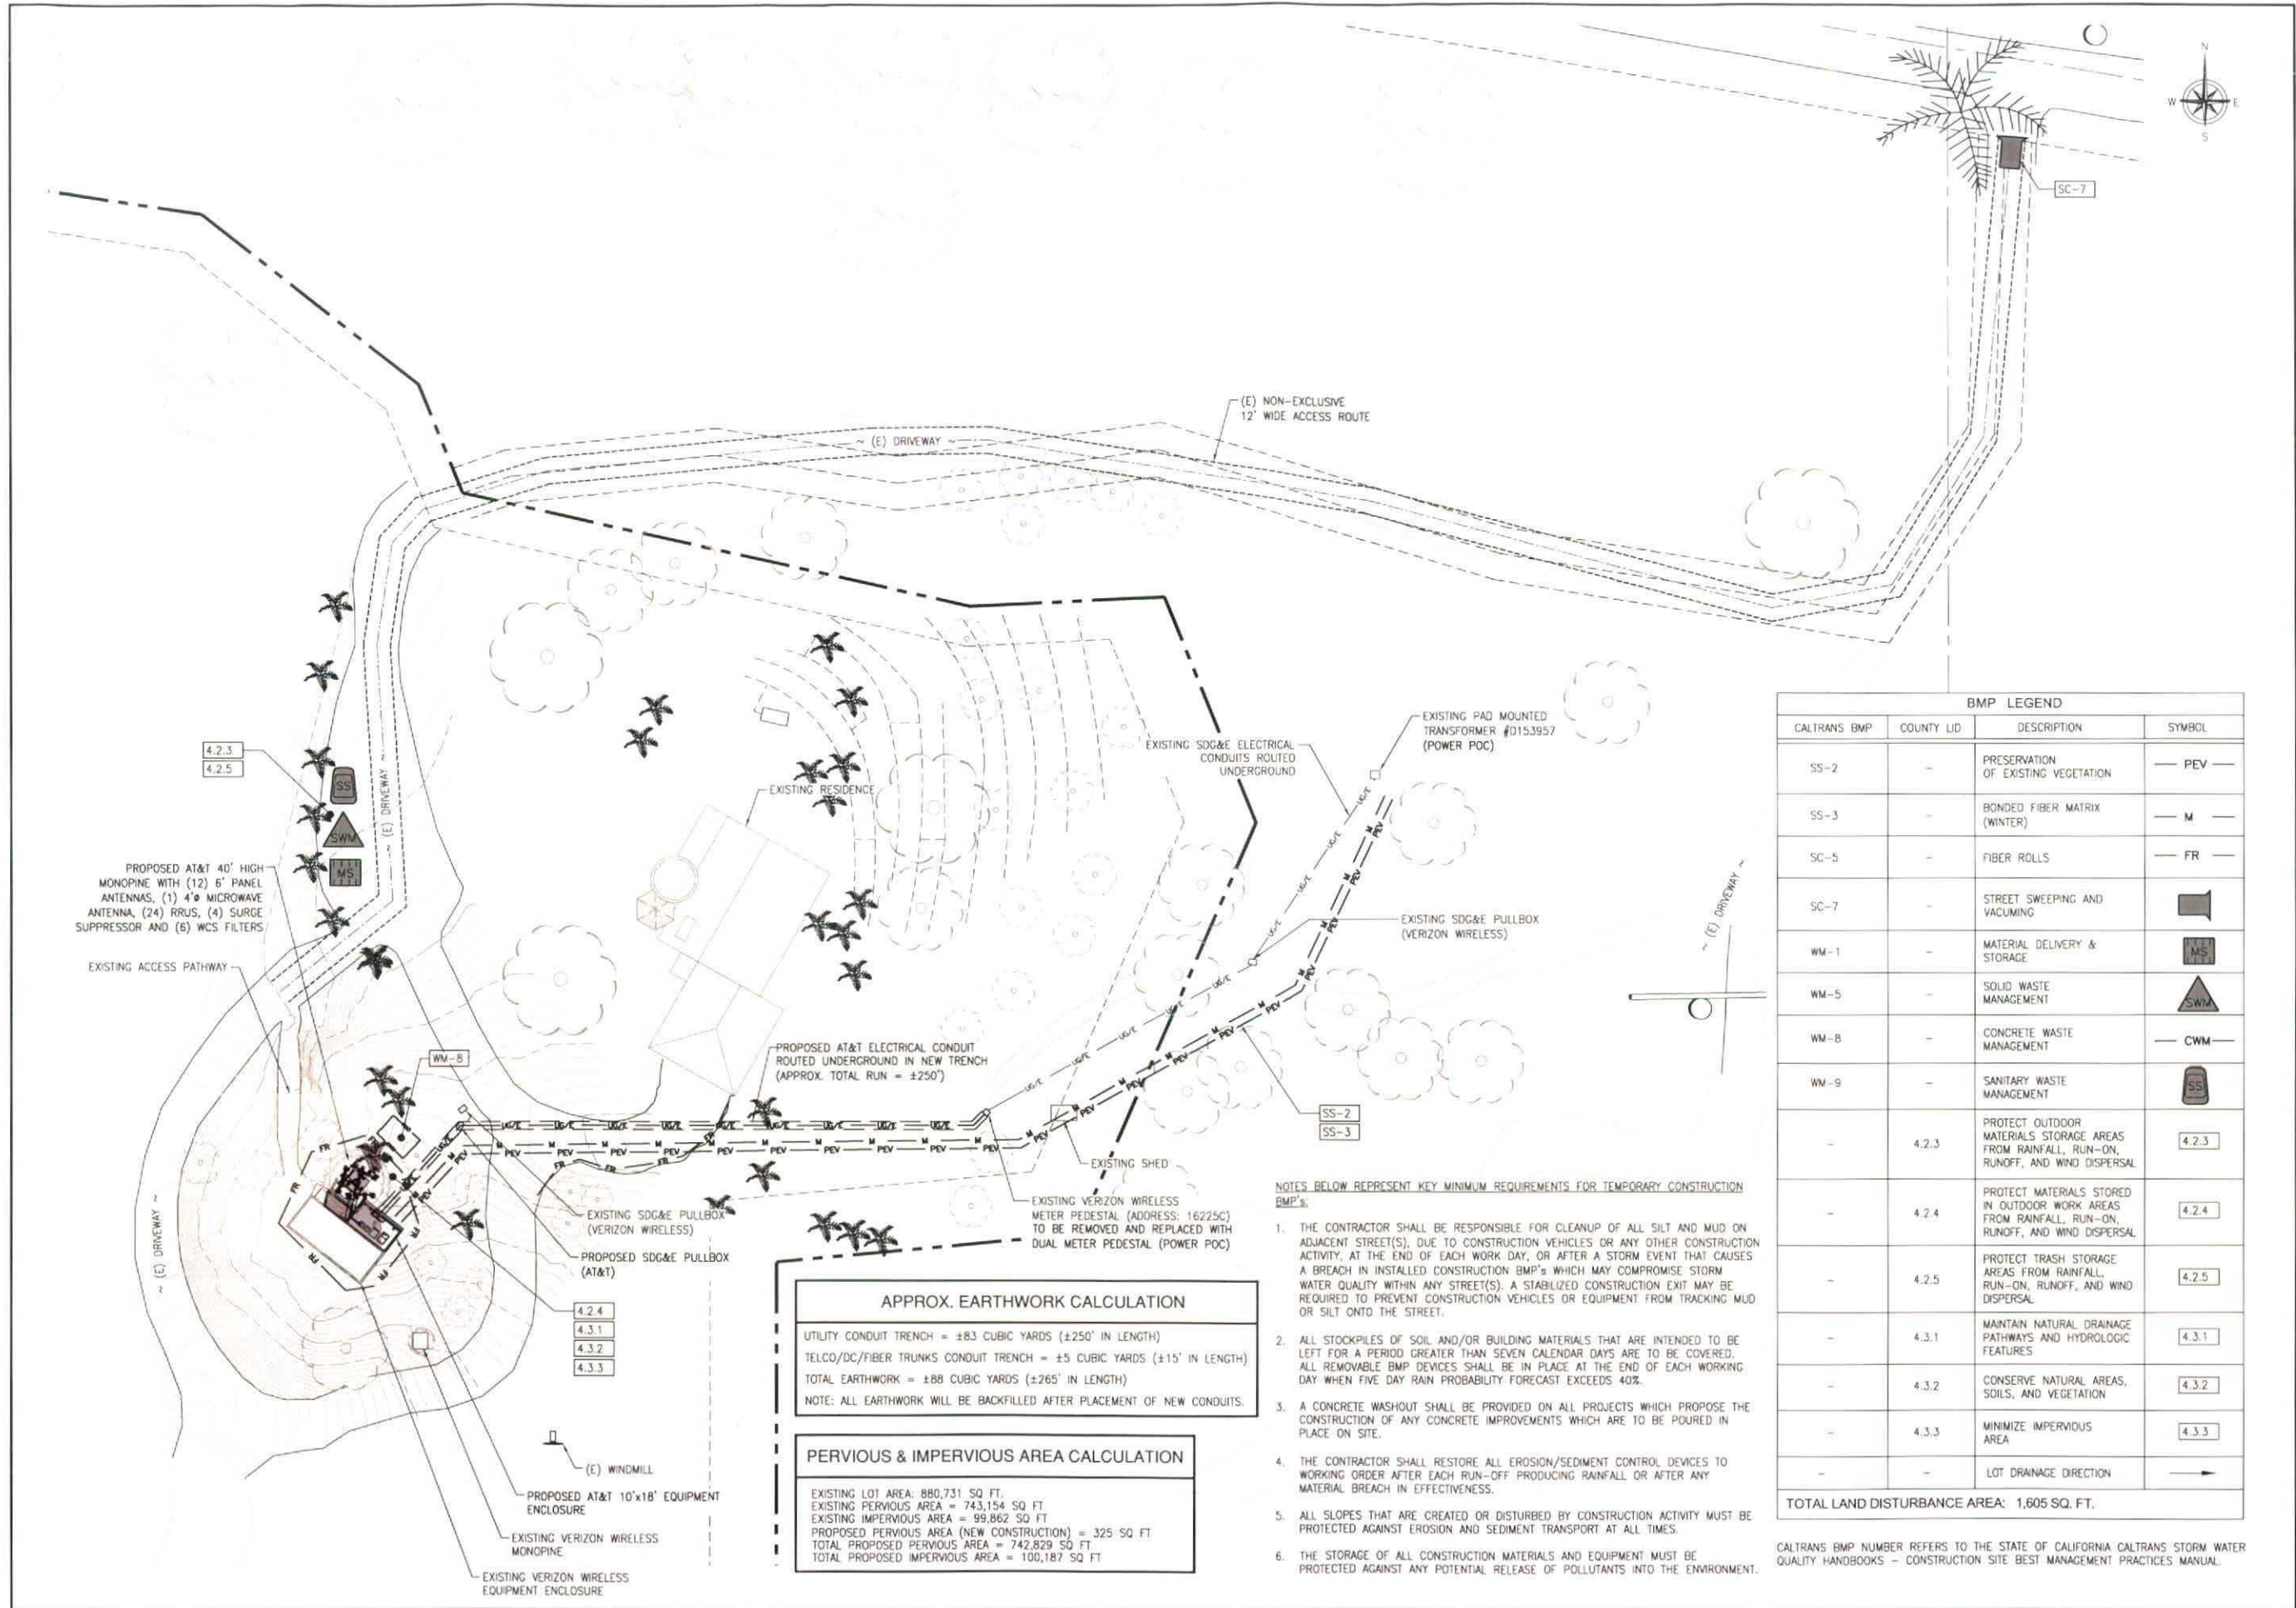 N
W
E
S
SC-7
(E) NON-EXCLUSIVE
12' WIDE ACCESS ROUTE
~ (E) DRIVEWAY ~
~ (E) DRIVEWAY ~
4.2.3
4.2.5
SS
SWM
MS
PROPOSED AT&T 40' HIGH
MONOPINE WITH (12) 6' PANEL
ANTENNAS, (1) 4'ø MICROWAVE
ANTENNA, (24) RRUS, (4) SURGE
SUPPRESSOR AND (6) WCS FILTERS
EXISTING ACCESS PATHWAY
EXISTING RESIDENCE
EXISTING SDG&E ELECTRICAL
CONDUITS ROUTED
UNDERGROUND
EXISTING PAD MOUNTED
TRANSFORMER #D153957
(POWER POC)
EXISTING SDG&E PULLBOX
(VERIZON WIRELESS)
~ (E) DRIVEWAY ~
WM-8
PROPOSED AT&T ELECTRICAL CONDUIT
ROUTED UNDERGROUND IN NEW TRENCH
(APPROX. TOTAL RUN = ±250')
SS-2
SS-3
UG/E UG/E UG/E UG/E UG/E UG/E UG/E
M M M M M M M M M M
PEV PEV PEV PEV PEV PEV PEV PEV PEV PEV
FR FR FR FR
EXISTING SHED
EXISTING VERIZON WIRELESS
METER PEDESTAL (ADDRESS: 16225C)
TO BE REMOVED AND REPLACED WITH
DUAL METER PEDESTAL (POWER POC)
EXISTING SDG&E PULLBOX
(VERIZON WIRELESS)
PROPOSED SDG&E PULLBOX
(AT&T)
~ (E) DRIVEWAY ~
FR FR FR FR FR
4.2.4
4.3.1
4.3.2
4.3.3
(E) WINDMILL
PROPOSED AT&T 10'x18' EQUIPMENT
ENCLOSURE
EXISTING VERIZON WIRELESS
MONOPINE
EXISTING VERIZON WIRELESS
EQUIPMENT ENCLOSURE
APPROX. EARTHWORK CALCULATION
UTILITY CONDUIT TRENCH = ±83 CUBIC YARDS (±250' IN LENGTH)
TELCO/DC/FIBER TRUNKS CONDUIT TRENCH = ±5 CUBIC YARDS (±15' IN LENGTH)
TOTAL EARTHWORK = ±88 CUBIC YARDS (±265' IN LENGTH)
NOTE: ALL EARTHWORK WILL BE BACKFILLED AFTER PLACEMENT OF NEW CONDUITS.
PERVIOUS & IMPERVIOUS AREA CALCULATION
EXISTING LOT AREA: 880,731 SQ FT.
EXISTING PERVIOUS AREA = 743,154 SQ FT
EXISTING IMPERVIOUS AREA = 99,862 SQ FT
PROPOSED PERVIOUS AREA (NEW CONSTRUCTION) = 325 SQ FT
TOTAL PROPOSED PERVIOUS AREA = 742,829 SQ FT
TOTAL PROPOSED IMPERVIOUS AREA = 100,187 SQ FT
NOTES BELOW REPRESENT KEY MINIMUM REQUIREMENTS FOR TEMPORARY CONSTRUCTION
BMP's:
1. THE CONTRACTOR SHALL BE RESPONSIBLE FOR CLEANUP OF ALL SILT AND MUD ON
ADJACENT STREET(S), DUE TO CONSTRUCTION VEHICLES OR ANY OTHER CONSTRUCTION
ACTIVITY, AT THE END OF EACH WORK DAY, OR AFTER A STORM EVENT THAT CAUSES
A BREACH IN INSTALLED CONSTRUCTION BMP's WHICH MAY COMPROMISE STORM
WATER QUALITY WITHIN ANY STREET(S). A STABILIZED CONSTRUCTION EXIT MAY BE
REQUIRED TO PREVENT CONSTRUCTION VEHICLES OR EQUIPMENT FROM TRACKING MUD
OR SILT ONTO THE STREET.
2. ALL STOCKPILES OF SOIL AND/OR BUILDING MATERIALS THAT ARE INTENDED TO BE
LEFT FOR A PERIOD GREATER THAN SEVEN CALENDAR DAYS ARE TO BE COVERED.
ALL REMOVABLE BMP DEVICES SHALL BE IN PLACE AT THE END OF EACH WORKING
DAY WHEN FIVE DAY RAIN PROBABILITY FORECAST EXCEEDS 40%.
3. A CONCRETE WASHOUT SHALL BE PROVIDED ON ALL PROJECTS WHICH PROPOSE THE
CONSTRUCTION OF ANY CONCRETE IMPROVEMENTS WHICH ARE TO BE POURED IN
PLACE ON SITE.
4. THE CONTRACTOR SHALL RESTORE ALL EROSION/SEDIMENT CONTROL DEVICES TO
WORKING ORDER AFTER EACH RUN-OFF PRODUCING RAINFALL OR AFTER ANY
MATERIAL BREACH IN EFFECTIVENESS.
5. ALL SLOPES THAT ARE CREATED OR DISTURBED BY CONSTRUCTION ACTIVITY MUST BE
PROTECTED AGAINST EROSION AND SEDIMENT TRANSPORT AT ALL TIMES.
6. THE STORAGE OF ALL CONSTRUCTION MATERIALS AND EQUIPMENT MUST BE
PROTECTED AGAINST ANY POTENTIAL RELEASE OF POLLUTANTS INTO THE ENVIRONMENT.
BMP LEGEND
CALTRANS BMP COUNTY LID DESCRIPTION SYMBOL
SS-2 - PRESERVATION
OF EXISTING VEGETATION PEV
SS-3 - BONDED FIBER MATRIX
(WINTER) M
SC-5 - FIBER ROLLS FR
SC-7 - STREET SWEEPING AND
VACUMING
WM-1 - MATERIAL DELIVERY &
STORAGE MS
WM-5 - SOLID WASTE
MANAGEMENT SWM
WM-8 CONCRETE WASTE
MANAGEMENT CWM
WM-9 - SANITARY WASTE
MANAGEMENT SS
- 4.2.3 PROTECT OUTDOOR
MATERIALS STORAGE AREAS
FROM RAINFALL, RUN-ON,
RUNOFF, AND WIND DISPERSAL 4.2.3
- 4.2.4 PROTECT MATERIALS STORED
IN OUTDOOR WORK AREAS
FROM RAINFALL, RUN-ON,
RUNOFF, AND WIND DISPERSAL 4.2.4
- 4.2.5 PROTECT TRASH STORAGE
AREAS FROM RAINFALL,
RUN-ON, RUNOFF, AND WIND
DISPERSAL 4.2.5
- 4.3.1 MAINTAIN NATURAL DRAINAGE
PATHWAYS AND HYDROLOGIC
FEATURES 4.3.1
- 4.3.2 CONSERVE NATURAL AREAS,
SOILS, AND VEGETATION 4.3.2
- 4.3.3 MINIMIZE IMPERVIOUS
AREA 4.3.3
- - LOT DRAINAGE DIRECTION
TOTAL LAND DISTURBANCE AREA: 1,605 SQ. FT.
CALTRANS BMP NUMBER REFERS TO THE STATE OF CALIFORNIA CALTRANS STORM WATER
QUALITY HANDBOOKS - CONSTRUCTION SITE BEST MANAGEMENT PRACTICES MANUAL.